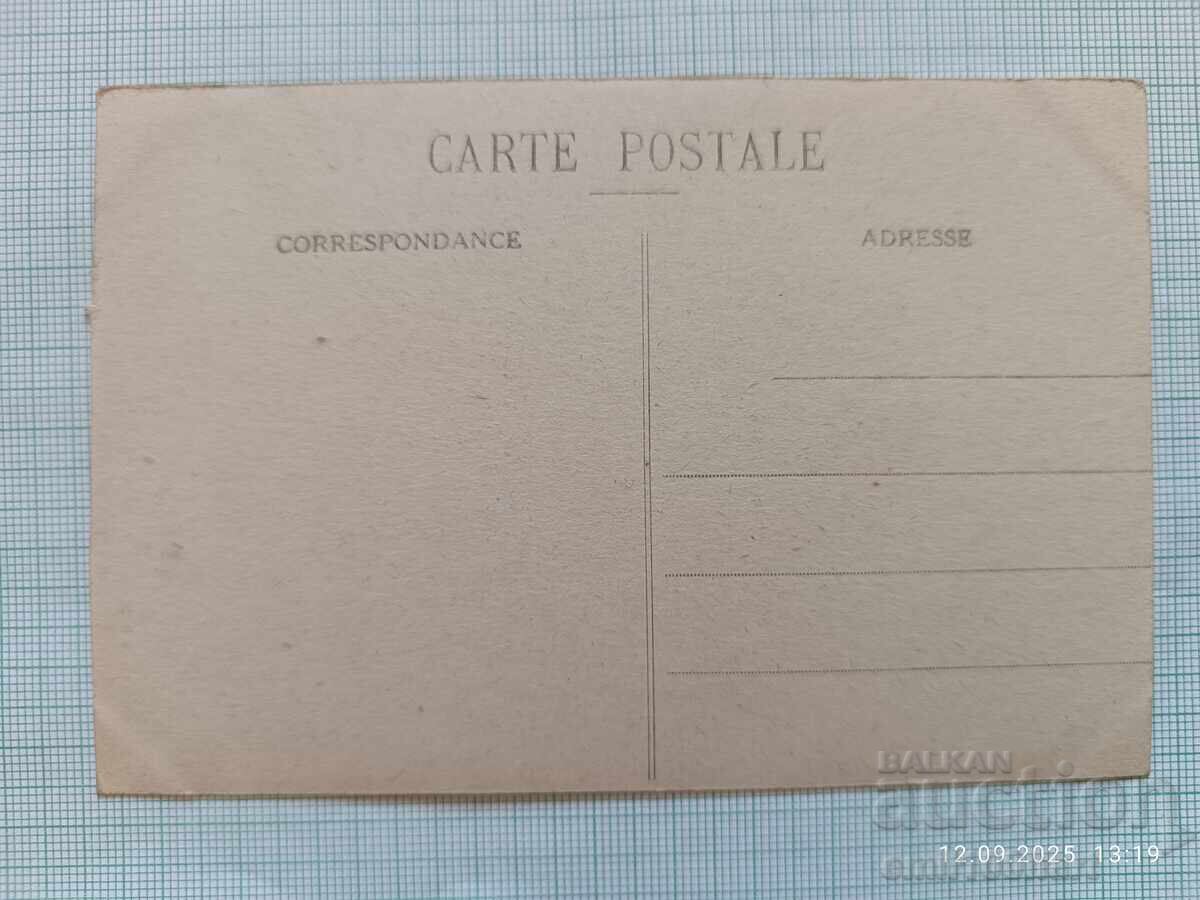 CARTE POSTALE
CORRESPONDANCE
ADRESSE
BALKAN
auction
12.09.2025 13:19